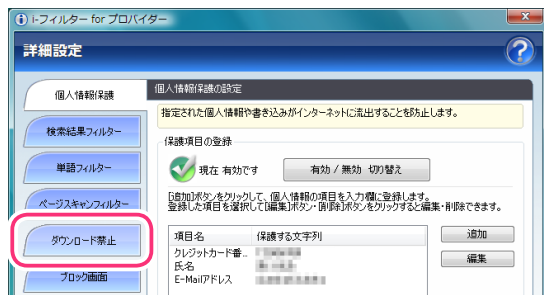 i-フィルター for プロバイダー
詳細設定
個人情報保護
検索結果フィルター
単語フィルター
ページスキャンフィルター
ダウンロード禁止
ブロック画面
個人情報保護の設定
指定された個人情報や書き込みがインターネットに流出することを防止します。
保護項目の登録
現在 有効です
有効 / 無効 切り替え
[追加]ボタンをクリックして、個人情報の項目を入力欄に登録します。
登録した項目を選択して[編集]ボタン・[削除]ボタンをクリックすると編集・削除できます。
項目名 保護する文字列
クレジットカード番...
氏名
E-Mailアドレス
追加
編集